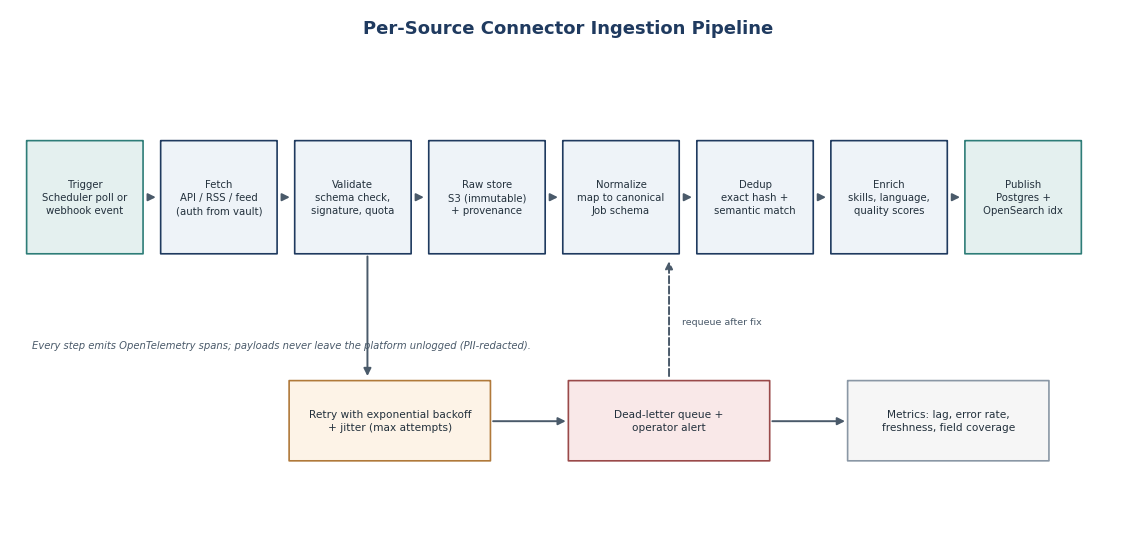 Per-Source Connector Ingestion Pipeline
Trigger
Scheduler poll or
webhook event
Fetch
API / RSS / feed
(auth from vault)
Validate
schema check,
signature, quota
Raw store
S3 (immutable)
+ provenance
Normalize
map to canonical
Job schema
Dedup
exact hash +
semantic match
Enrich
skills, language,
quality scores
Publish
Postgres +
OpenSearch idx
requeue after fix
Every step emits OpenTelemetry spans; payloads never leave the platform unlogged (PII-redacted).
Retry with exponential backoff
+ jitter (max attempts)
Dead-letter queue +
operator alert
Metrics: lag, error rate,
freshness, field coverage